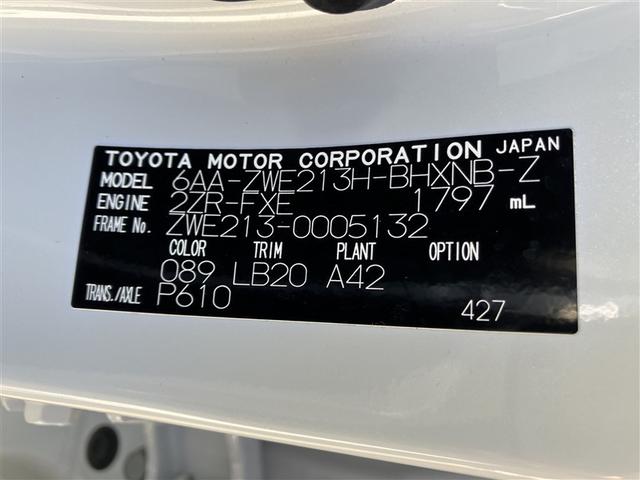 TOYOTA MOTOR CORPORATION JAPAN
MODEL 6AA-ZWE213H-BHXNB-Z
ENGINE 2ZR-FXE 1797 mL
FRAME No. ZWE213-0005132
COLOR TRIM PLANT OPTION
089 LB20 A42
TRANS./AXLE P610 427